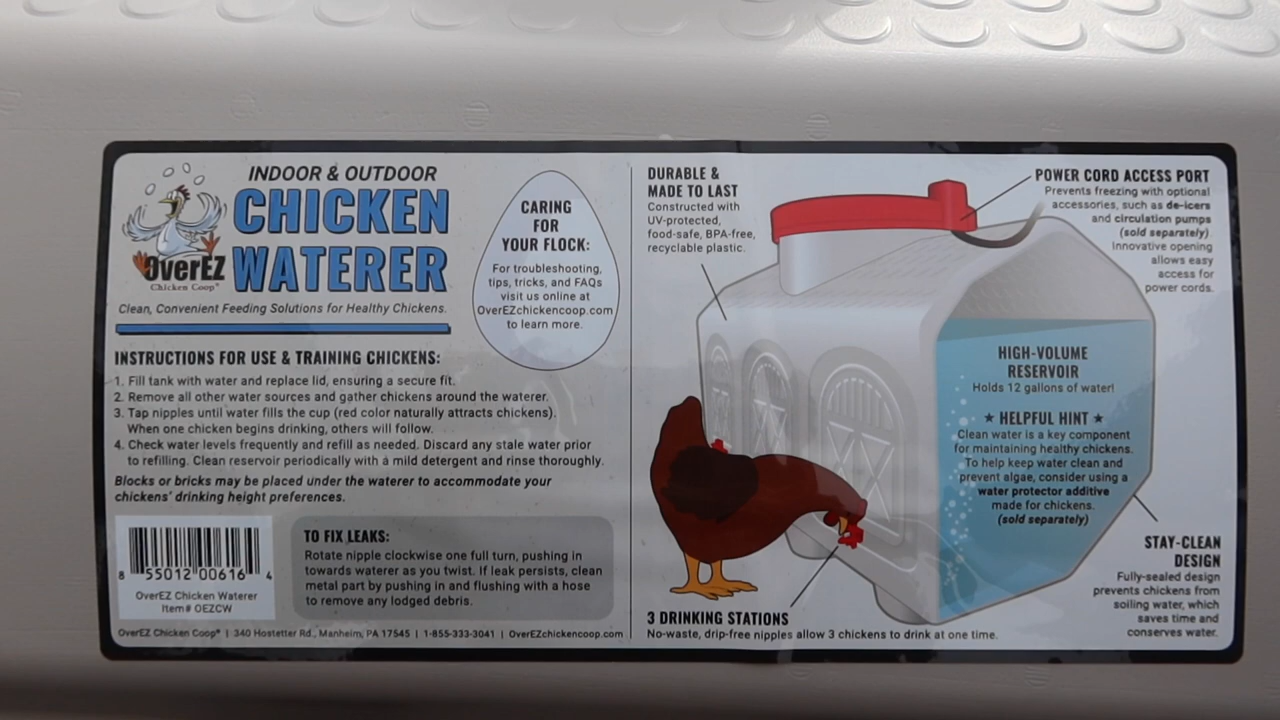 INDOOR & OUTDOOR
CHICKEN
WATERER
OverEZ
Chicken Coop®
Clean, Convenient Feeding Solutions for Healthy Chickens.
CARING
FOR
YOUR FLOCK:
For troubleshooting,
tips, tricks, and FAQs
visit us online at
OverEZchickencoop.com
to learn more.
INSTRUCTIONS FOR USE & TRAINING CHICKENS:
1. Fill tank with water and replace lid, ensuring a secure fit.
2. Remove all other water sources and gather chickens around the waterer.
3. Tap nipples until water fills the cup (red color naturally attracts chickens).
When one chicken begins drinking, others will follow.
4. Check water levels frequently and refill as needed. Discard any stale water prior
to refilling. Clean reservoir periodically with a mild detergent and rinse thoroughly.
Blocks or bricks may be placed under the waterer to accommodate your
chickens' drinking height preferences.
8 55012 00616 4
OverEZ Chicken Waterer
Item# OEZCW
TO FIX LEAKS:
Rotate nipple clockwise one full turn, pushing in
towards waterer as you twist. If leak persists, clean
metal part by pushing in and flushing with a hose
to remove any lodged debris.
OverEZ Chicken Coop® | 340 Hostetter Rd., Manheim, PA 17545 | 1-855-333-3041 | OverEZchickencoop.com
DURABLE &
MADE TO LAST
Constructed with
UV-protected,
food-safe, BPA-free,
recyclable plastic.
POWER CORD ACCESS PORT
Prevents freezing with optional
accessories, such as de-icers
and circulation pumps
(sold separately).
Innovative opening
allows easy
access for
power cords.
HIGH-VOLUME
RESERVOIR
Holds 12 gallons of water!
★ HELPFUL HINT ★
Clean water is a key component
for maintaining healthy chickens.
To help keep water clean and
prevent algae, consider using a
water protector additive
made for chickens.
(sold separately)
STAY-CLEAN
DESIGN
Fully-sealed design
prevents chickens from
soiling water, which
saves time and
conserves water.
3 DRINKING STATIONS
No-waste, drip-free nipples allow 3 chickens to drink at one time.